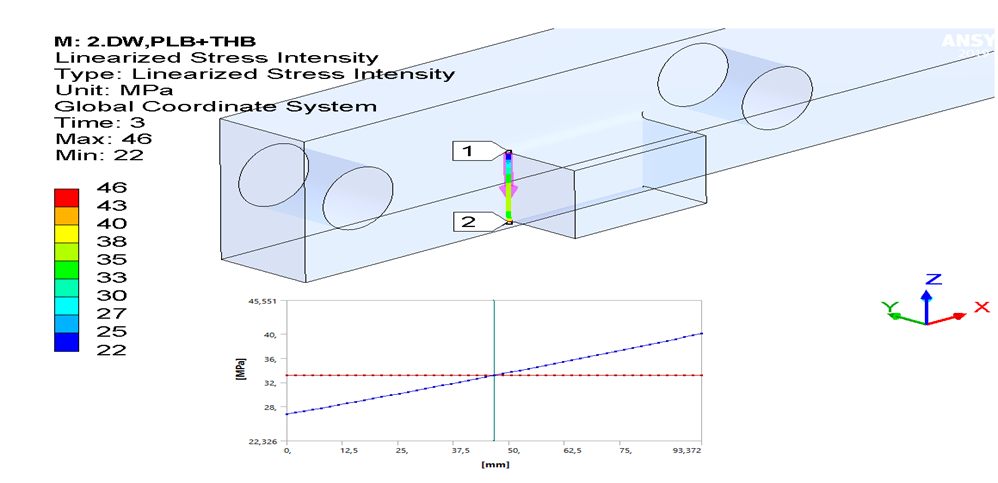 M: 2.DW,PLB+THB
Linearized Stress Intensity
Type: Linearized Stress Intensity
Unit: MPa
Global Coordinate System
Time: 3
Max: 46
Min: 22
ANSY
46
43
40
38
35
33
30
27
25
22
1
2
Z
Y
X
45,551
40,
36,
32,
28,
22,326
[MPa]
0,
12,5
25,
37,5
50,
62,5
75,
93,372
[mm]